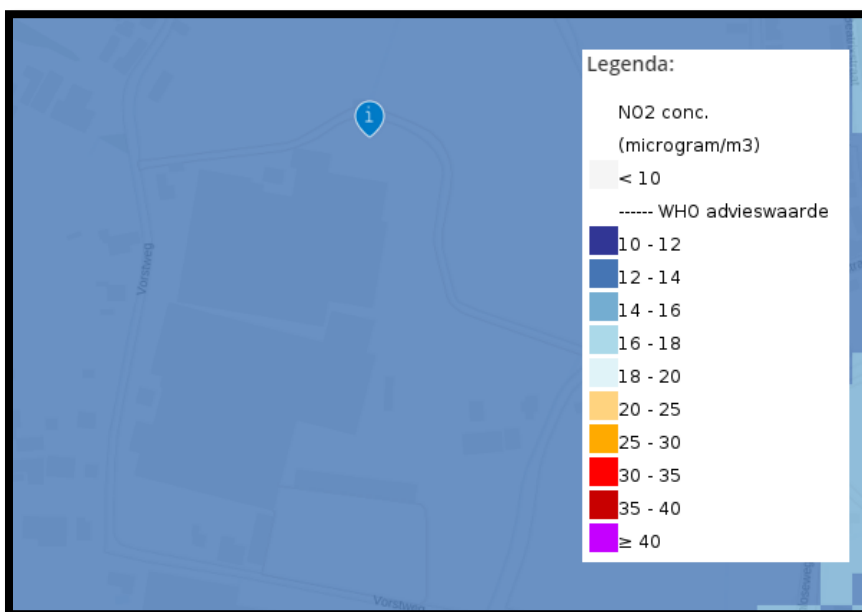 Legenda:
NO2 conc.
(microgram/m3)
< 10
------ WHO advieswaarde
10 - 12
12 - 14
14 - 16
16 - 18
18 - 20
20 - 25
25 - 30
30 - 35
35 - 40
≥ 40
i
Vorstweg
Vorstweg